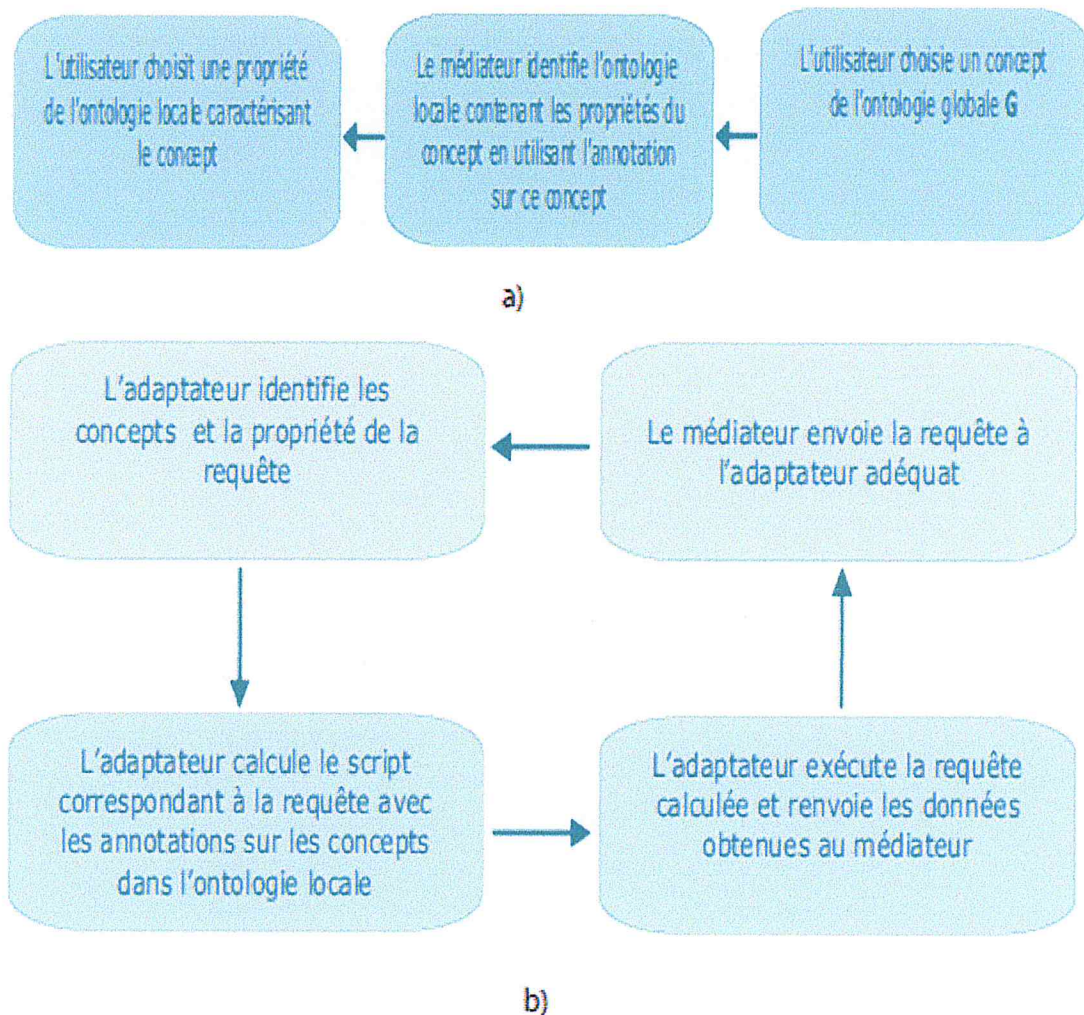 L'utilisateur choisit une propriété
de l'ontologie locale caractérisant
le concept
Le médiateur identifie l'ontologie
locale contenant les propriétés du
concept en utilisant l'annotation
sur ce concept
L'utilisateur choisie un concept
de l'ontologie globale G
a)
L'adaptateur identifie les
concepts et la propriété de la
requête
Le médiateur envoie la requête à
l'adaptateur adéquat
L'adaptateur calcule le script
correspondant à la requête avec
les annotations sur les concepts
dans l'ontologie locale
L'adaptateur exécute la requête
calculée et renvoie les données
obtenues au médiateur
b)